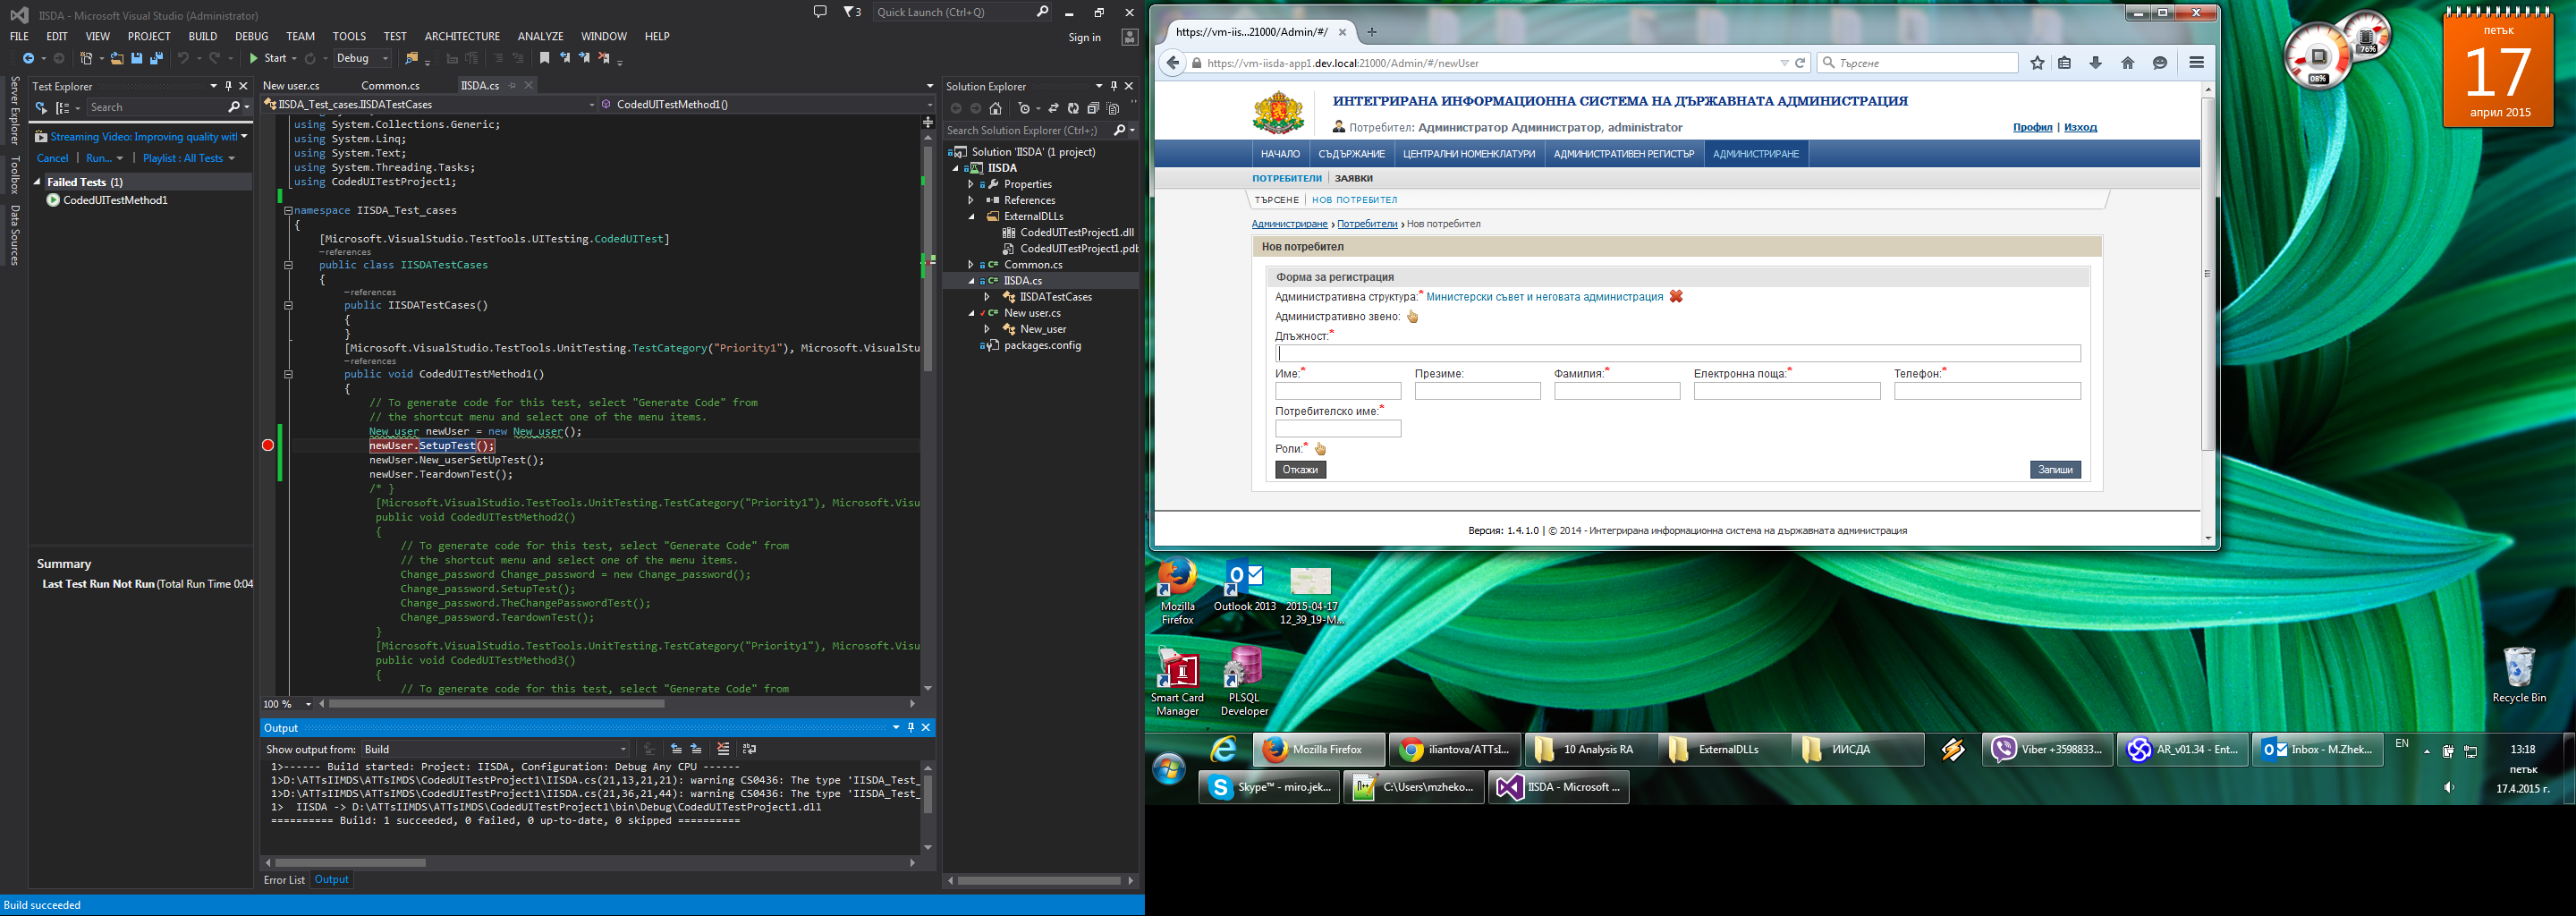 IISDA - Microsoft Visual Studio (Administrator)
3
Quick Launch (Ctrl+Q)
FILE EDIT VIEW PROJECT BUILD DEBUG TEAM TOOLS TEST ARCHITECTURE ANALYZE WINDOW HELP
Sign in
Start
Debug
Server Explorer
Toolbox
Data Sources
Test Explorer
Search
Streaming Video: Improving quality witl
Cancel | Run... | Playlist : All Tests
Failed Tests (1)
CodedUITestMethod1
Summary
Last Test Run Not Run (Total Run Time 0:04
New user.cs Common.cs IISDA.cs
IISDA_Test_cases.IISDATestCases
CodedUITestMethod1()
using System.Collections.Generic;
using System.Linq;
using System.Text;
using System.Threading.Tasks;
using CodedUITestProject1;
namespace IISDA_Test_cases
{
[Microsoft.VisualStudio.TestTools.UITesting.CodedUITest]
–references
public class IISDATestCases
{
–references
public IISDATestCases()
{
}
[Microsoft.VisualStudio.TestTools.UnitTesting.TestCategory("Priority1"), Microsoft.VisualStu
–references
public void CodedUITestMethod1()
{
// To generate code for this test, select "Generate Code" from
// the shortcut menu and select one of the menu items.
New_user newUser = new New_user();
newUser.SetupTest();
newUser.New_userSetUpTest();
newUser.TeardownTest();
/* }
[Microsoft.VisualStudio.TestTools.UnitTesting.TestCategory("Priority1"), Microsoft.VisualStu
public void CodedUITestMethod2()
{
// To generate code for this test, select "Generate Code" from
// the shortcut menu and select one of the menu items.
Change_password Change_password = new Change_password();
Change_password.SetupTest();
Change_password.TheChangePasswordTest();
Change_password.TeardownTest();
}
[Microsoft.VisualStudio.TestTools.UnitTesting.TestCategory("Priority1"), Microsoft.VisualStu
public void CodedUITestMethod3()
{
// To generate code for this test, select "Generate Code" from
100 %
Output
Show output from: Build
1>------ Build started: Project: IISDA, Configuration: Debug Any CPU ------
1>D:\ATTsIIMDS\ATTsIMDS\CodedUITestProject1\IISDA.cs(21,13,21,21): warning CS0436: The type 'IISDA_Test_
1>D:\ATTsIIMDS\ATTsIMDS\CodedUITestProject1\IISDA.cs(21,36,21,44): warning CS0436: The type 'IISDA_Test_
1> IISDA -> D:\ATTsIIMDS\ATTsIMDS\CodedUITestProject1\bin\Debug\CodedUITestProject1.dll
========== Build: 1 succeeded, 0 failed, 0 up-to-date, 0 skipped ==========
Error List Output
Build succeeded
Solution Explorer
Search Solution Explorer (Ctrl+;)
Solution 'IISDA' (1 project)
IISDA
Properties
References
ExternalDLLs
CodedUITestProject1.dll
CodedUITestProject1.pdb
Common.cs
IISDA.cs
IISDATestCases
New user.cs
New_user
packages.config
https://vm-iis...21000/Admin/#/
https://vm-iisda-app1.dev.local:21000/Admin/#/newUser
Търсене
ИНТЕГРИРАНА ИНФОРМАЦИОННА СИСТЕМА НА ДЪРЖАВНАТА АДМИНИСТРАЦИЯ
Потребител: Администратор Администратор, administrator
Профил | Изход
НАЧАЛО СЪДЪРЖАНИЕ ЦЕНТРАЛНИ НОМЕНКЛАТУРИ АДМИНИСТРАТИВЕН РЕГИСТЪР АДМИНИСТРИРАНЕ
ПОТРЕБИТЕЛИ | ЗАЯВКИ
ТЪРСЕНЕ | НОВ ПОТРЕБИТЕЛ
Администриране › Потребители › Нов потребител
Нов потребител
Форма за регистрация
Административна структура:* Министерски съвет и неговата администрация
Административно звено:
Длъжност:*
Име:* Презиме: Фамилия:* Електронна поща:* Телефон:*
Потребителско име:*
Роли:*
Откажи Запиши
Версия: 1.4.1.0 | © 2014 - Интегрирана информационна система на държавната администрация
76%
08%
петък
17
април 2015
Mozilla
Firefox
Outlook 2013
2015-04-17
12_39_19-M...
Smart Card
Manager
PLSQL
Developer
Recycle Bin
Mozilla Firefox
iliantova/ATTsI...
10 Analysis RA
ExternalDLLs
ИИСДА
Viber +3598833...
AR_v01.34 - Ent...
Inbox - M.Zhek...
EN
13:18
петък
17.4.2015 г.
Skype™ - miro.jek...
C:\Users\mzheko...
IISDA - Microsoft ...